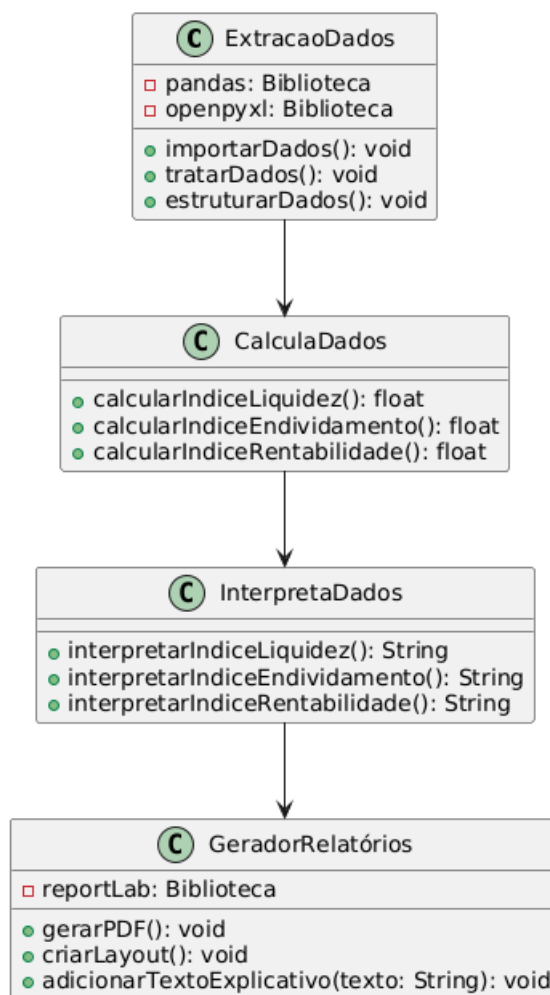 C ExtracaoDados
pandas: Biblioteca
openpyxl: Biblioteca
importarDados(): void
tratarDados(): void
estruturarDados(): void
C CalculaDados
calcularIndiceLiquidez(): float
calcularIndiceEndividamento(): float
calcularIndiceRentabilidade(): float
C InterpretaDados
interpretarIndiceLiquidez(): String
interpretarIndiceEndividamento(): String
interpretarIndiceRentabilidade(): String
C GeradorRelatórios
reportLab: Biblioteca
gerarPDF(): void
criarLayout(): void
adicionarTextoExplicativo(texto: String): void